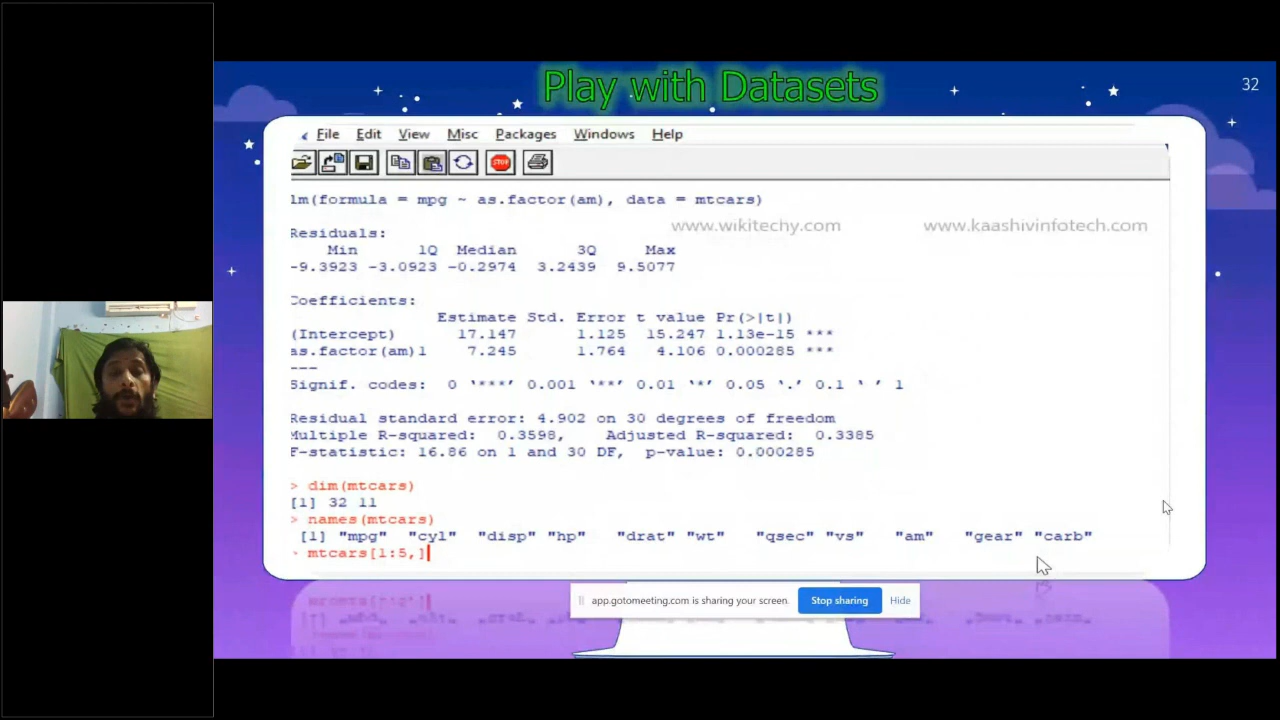 Play with Datasets
32
File Edit View Misc Packages Windows Help
STOP
lm(formula = mpg ~ as.factor(am), data = mtcars)
www.wikitechy.com www.kaashivinfotech.com
Residuals:
Min 1Q Median 3Q Max
-9.3923 -3.0923 -0.2974 3.2439 9.5077
Coefficients:
Estimate Std. Error t value Pr(>|t|)
(Intercept) 17.147 1.125 15.247 1.13e-15 ***
as.factor(am)1 7.245 1.764 4.106 0.000285 ***
---
Signif. codes: 0 ‘***’ 0.001 ‘**’ 0.01 ‘*’ 0.05 ‘.’ 0.1 ‘ ’ 1
Residual standard error: 4.902 on 30 degrees of freedom
Multiple R-squared: 0.3598, Adjusted R-squared: 0.3385
F-statistic: 16.86 on 1 and 30 DF, p-value: 0.000285
> dim(mtcars)
[1] 32 11
> names(mtcars)
[1] "mpg" "cyl" "disp" "hp" "drat" "wt" "qsec" "vs" "am" "gear" "carb"
> mtcars[1:5,]
app.gotomeeting.com is sharing your screen. Stop sharing Hide